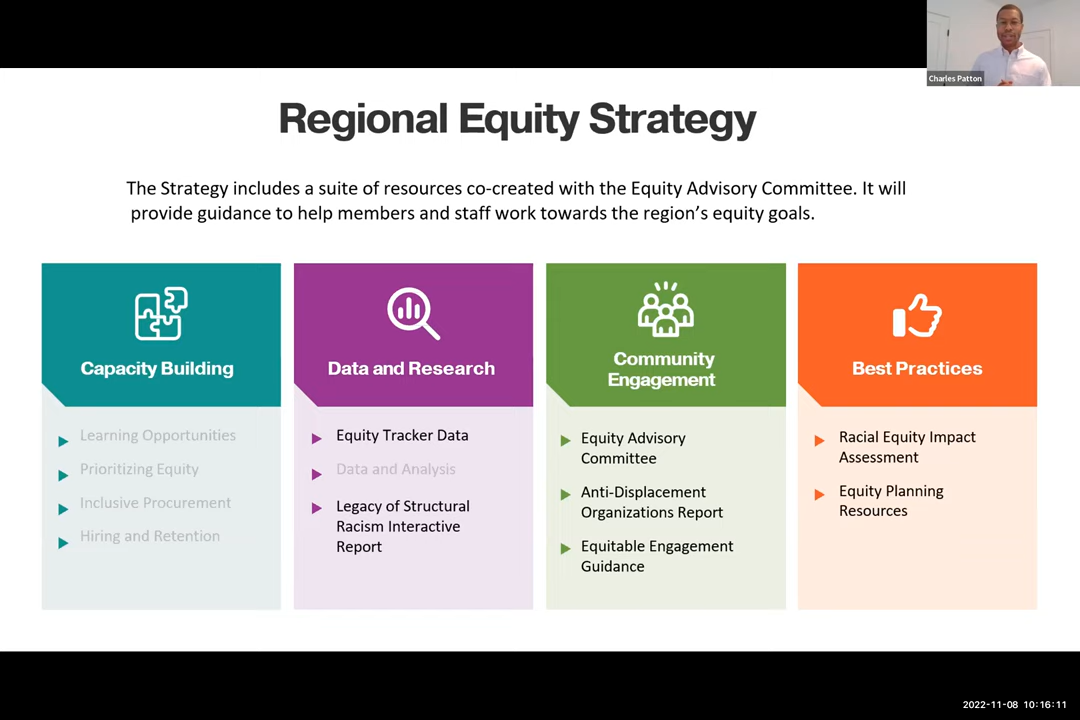 Charles Patton
Regional Equity Strategy
The Strategy includes a suite of resources co-created with the Equity Advisory Committee. It will
provide guidance to help members and staff work towards the region's equity goals.
Capacity Building
Learning Opportunities
Prioritizing Equity
Inclusive Procurement
Hiring and Retention
Data and Research
Equity Tracker Data
Data and Analysis
Legacy of Structural
Racism Interactive
Report
Community
Engagement
Equity Advisory
Committee
Anti-Displacement
Organizations Report
Equitable Engagement
Guidance
Best Practices
Racial Equity Impact
Assessment
Equity Planning
Resources
2022-11-08 10:16:11